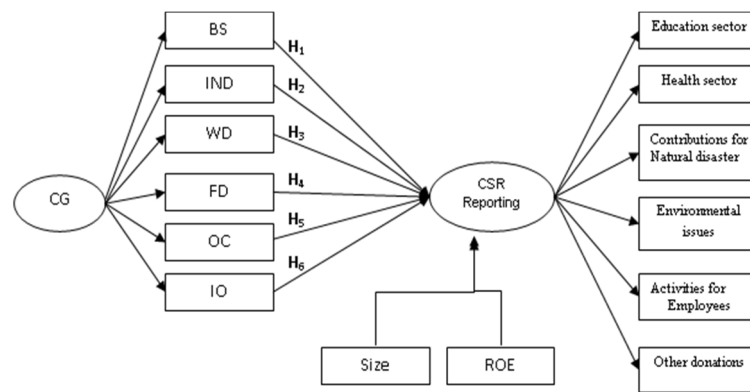 CG
BS
IND
WD
FD
OC
IO
H1
H2
H3
H4
H5
H6
CSR
Reporting
Size
ROE
Education sector
Health sector
Contributions for
Natural disaster
Environmental
issues
Activities for
Employees
Other donations